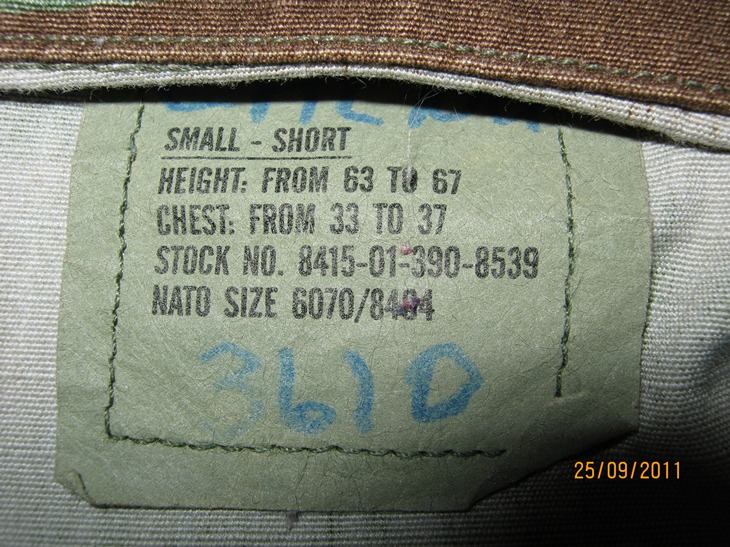 SMALL - SHORT
HEIGHT: FROM 63 TO 67
CHEST: FROM 33 TO 37
STOCK NO. 8415-01-390-8539
NATO SIZE 6070/8494
3610
25/09/2011